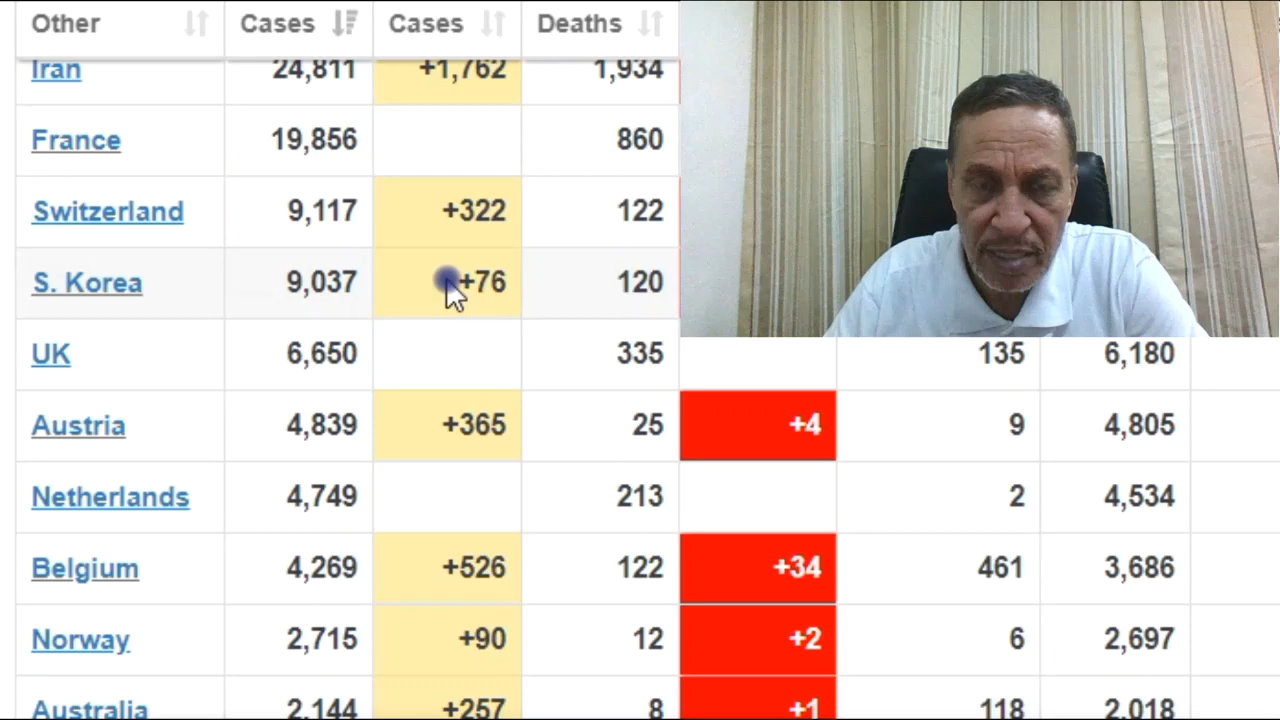 Other Cases Cases Deaths
Iran 24,811 +1,762 1,934
France 19,856 860
Switzerland 9,117 +322 122
S. Korea 9,037 +76 120
UK 6,650 335 135 6,180
Austria 4,839 +365 25 +4 9 4,805
Netherlands 4,749 213 2 4,534
Belgium 4,269 +526 122 +34 461 3,686
Norway 2,715 +90 12 +2 6 2,697
Australia 2,144 +257 8 +1 118 2,018